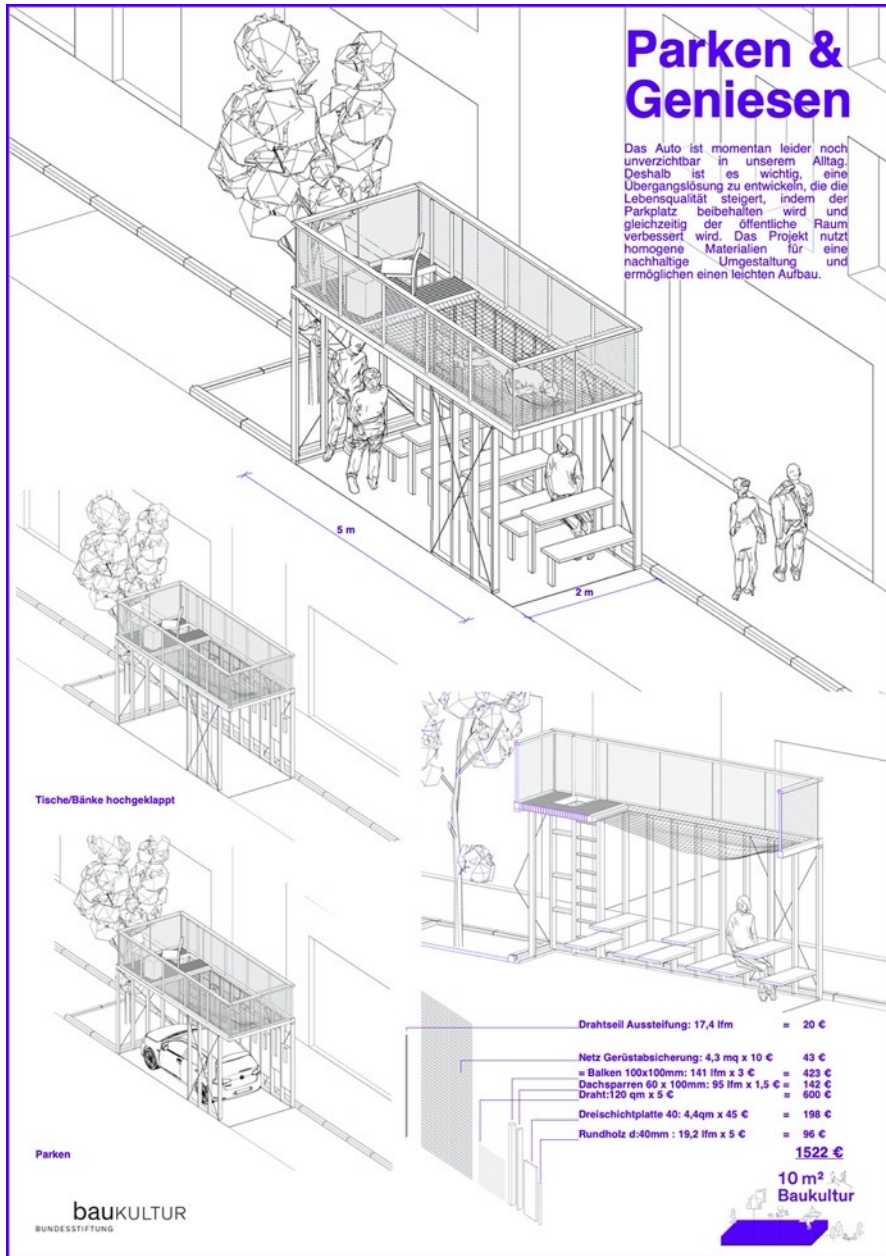 Parken &
Geniesen
Das Auto ist momentan leider noch
unverzichtbar in unserem Alltag.
Deshalb ist es wichtig, eine
Übergangslösung zu entwickeln, die die
Lebensqualität steigert, indem der
Parkplatz beibehalten wird und
gleichzeitig der öffentliche Raum
verbessert wird. Das Projekt nutzt
homogene Materialien für eine
nachhaltige Umgestaltung und
ermöglichen einen leichten Aufbau.
5 m
2 m
Tische/Bänke hochgeklappt
Parken
Drahtseil Aussteifung: 17,4 lfm = 20 €
Netz Gerüstabsicherung: 4,3 mq x 10 € 43 €
= Balken 100x100mm: 141 lfm x 3 € = 423 €
Dachsparren 60 x 100mm: 95 lfm x 1,5 € = 142 €
Draht:120 qm x 5 € = 600 €
Dreischichtplatte 40: 4,4qm x 45 € = 198 €
Rundholz d:40mm : 19,2 lfm x 5 € = 96 €
1522 €
10 m²
Baukultur
bauKULTUR
BUNDESSTIFTUNG